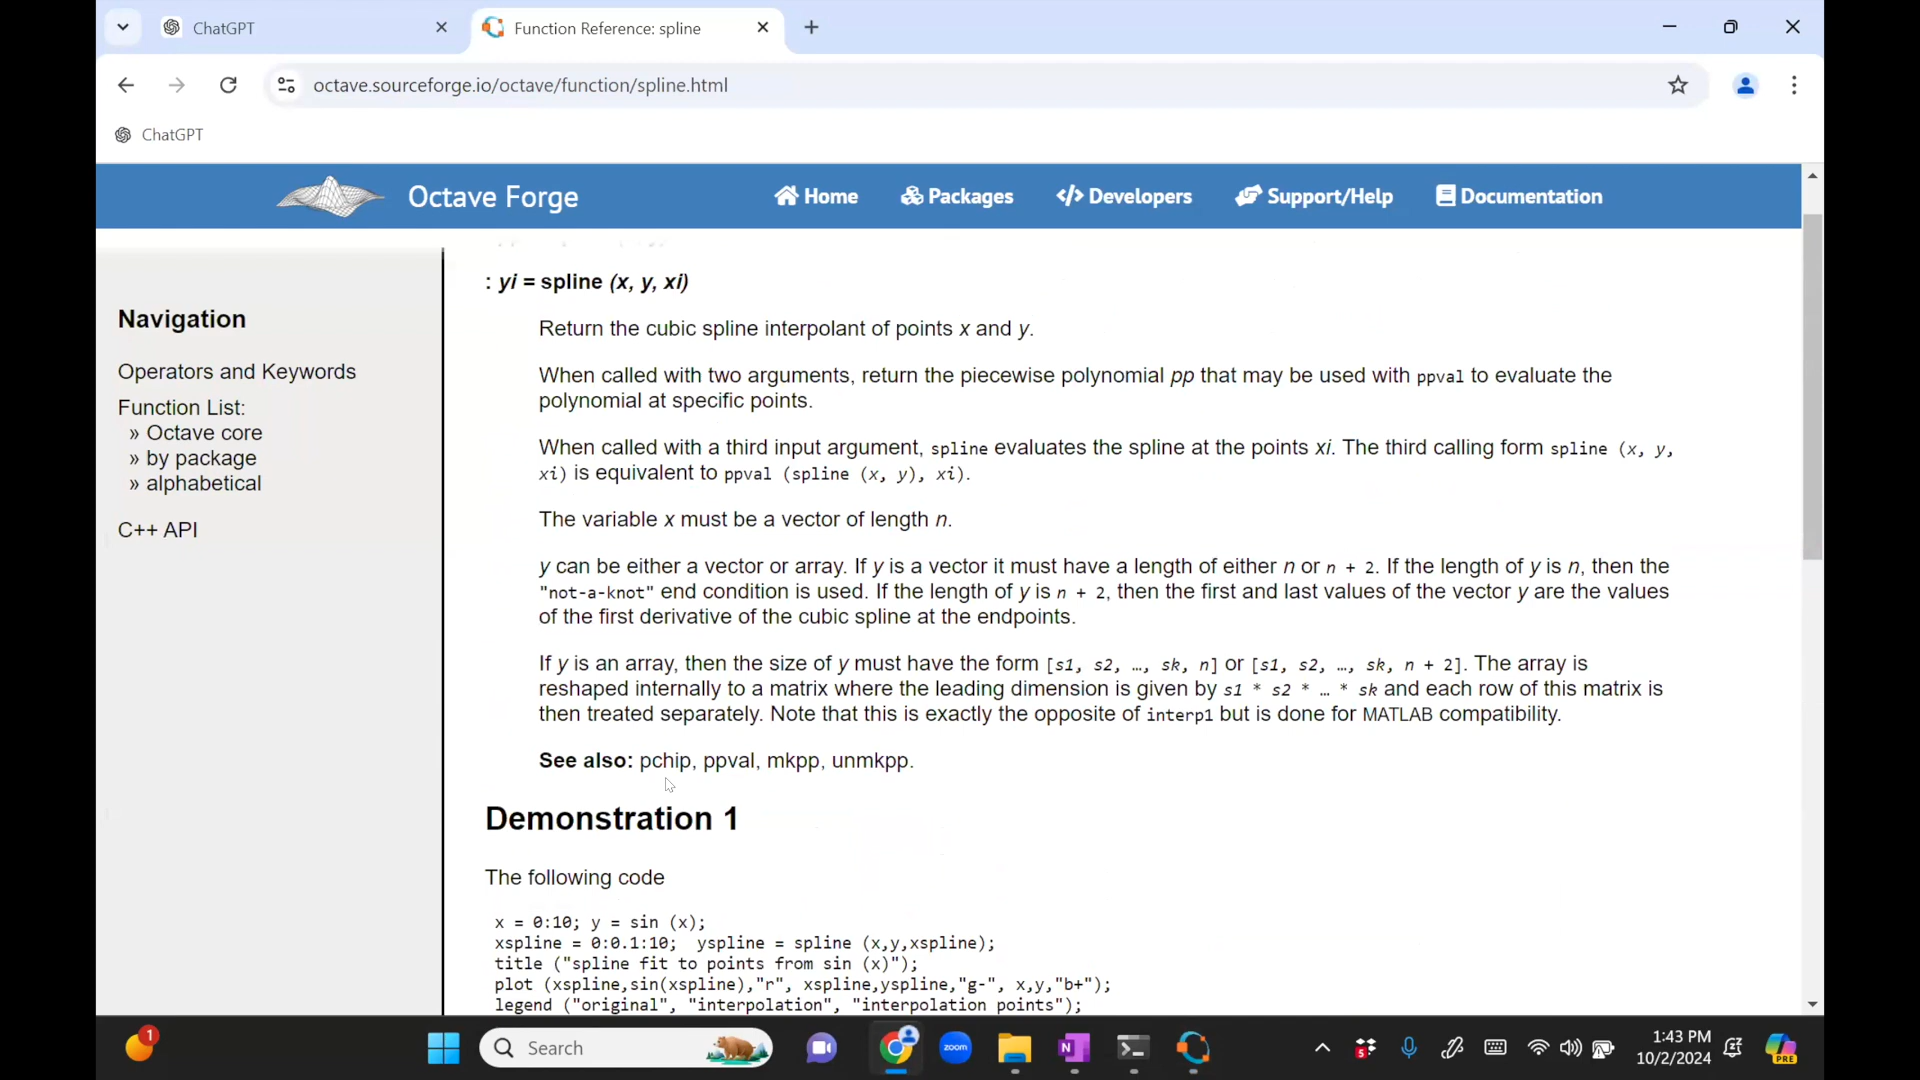 ChatGPT
Function Reference: spline
octave.sourceforge.io/octave/function/spline.html
ChatGPT
Octave Forge
Home
Packages
Developers
Support/Help
Documentation
Navigation
Operators and Keywords
Function List:
» Octave core
» by package
» alphabetical
C++ API
: yi = spline (x, y, xi)
Return the cubic spline interpolant of points x and y.
When called with two arguments, return the piecewise polynomial pp that may be used with ppval to evaluate the
polynomial at specific points.
When called with a third input argument, spline evaluates the spline at the points xi. The third calling form spline (x, y,
xi) is equivalent to ppval (spline (x, y), xi).
The variable x must be a vector of length n.
y can be either a vector or array. If y is a vector it must have a length of either n or n + 2. If the length of y is n, then the
"not-a-knot" end condition is used. If the length of y is n + 2, then the first and last values of the vector y are the values
of the first derivative of the cubic spline at the endpoints.
If y is an array, then the size of y must have the form [s1, s2, …, sk, n] or [s1, s2, …, sk, n + 2]. The array is
reshaped internally to a matrix where the leading dimension is given by s1 * s2 * … * sk and each row of this matrix is
then treated separately. Note that this is exactly the opposite of interp1 but is done for MATLAB compatibility.
See also: pchip, ppval, mkpp, unmkpp.
Demonstration 1
The following code
x = 0:10; y = sin (x);
xspline = 0:0.1:10;  yspline = spline (x,y,xspline);
title ("spline fit to points from sin (x)");
plot (xspline,sin(xspline),"r", xspline,yspline,"g-", x,y,"b+");
legend ("original", "interpolation", "interpolation points");
1
Search
zoom
N
5
1:43 PM
10/2/2024
PRE